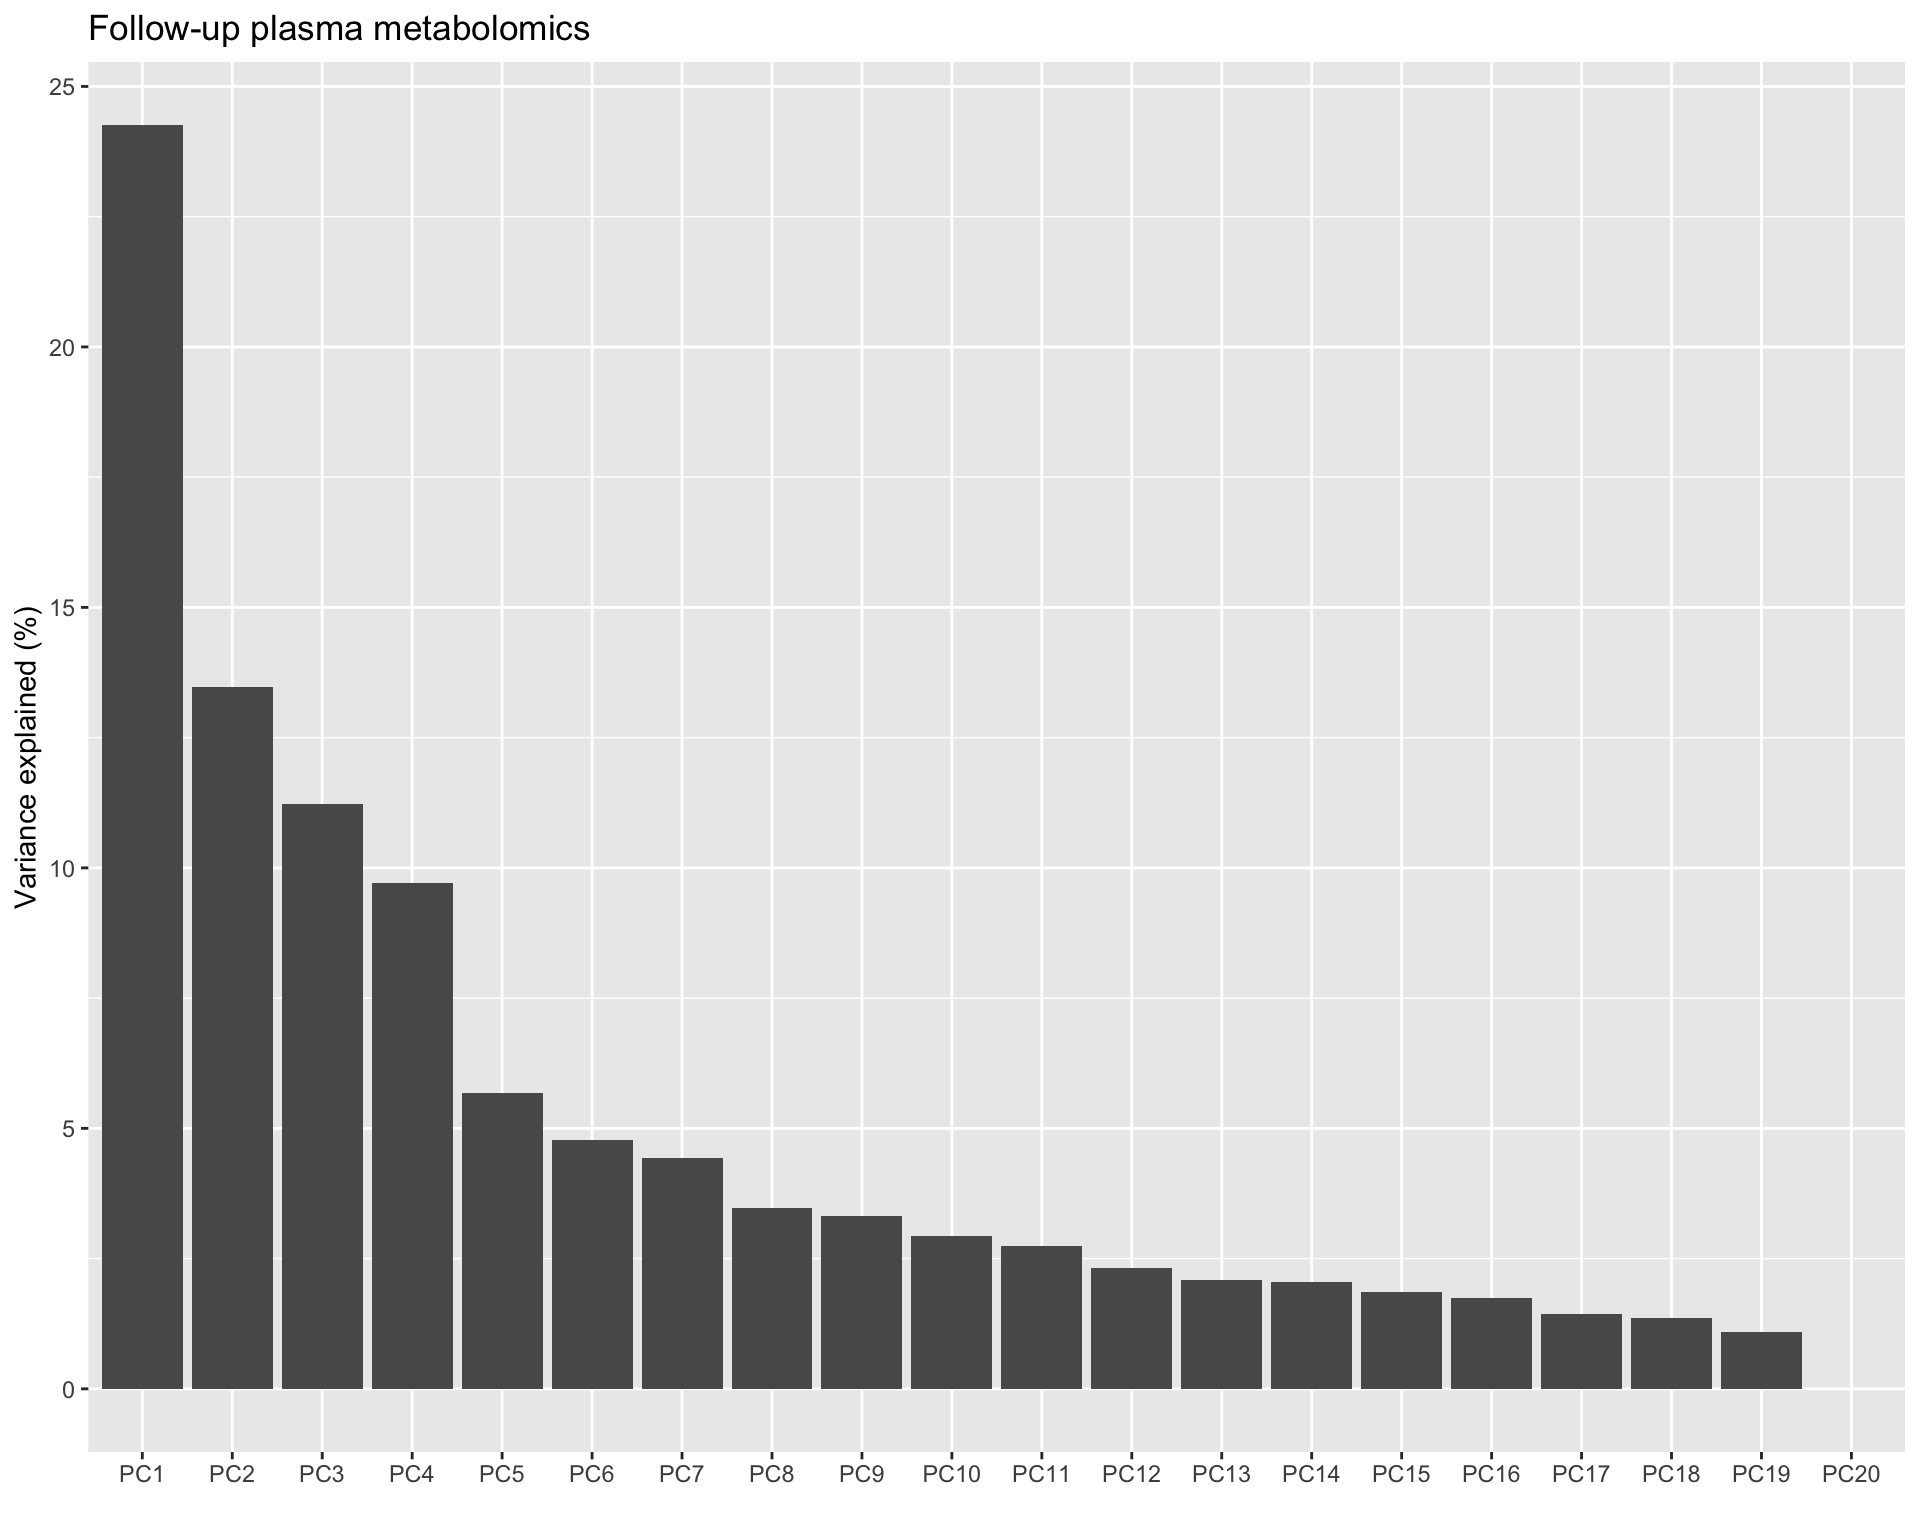 Follow-up plasma metabolomics
Variance explained (%)
25
20
15
10
5
0
PC1 PC2 PC3 PC4 PC5 PC6 PC7 PC8 PC9 PC10 PC11 PC12 PC13 PC14 PC15 PC16 PC17 PC18 PC19 PC20